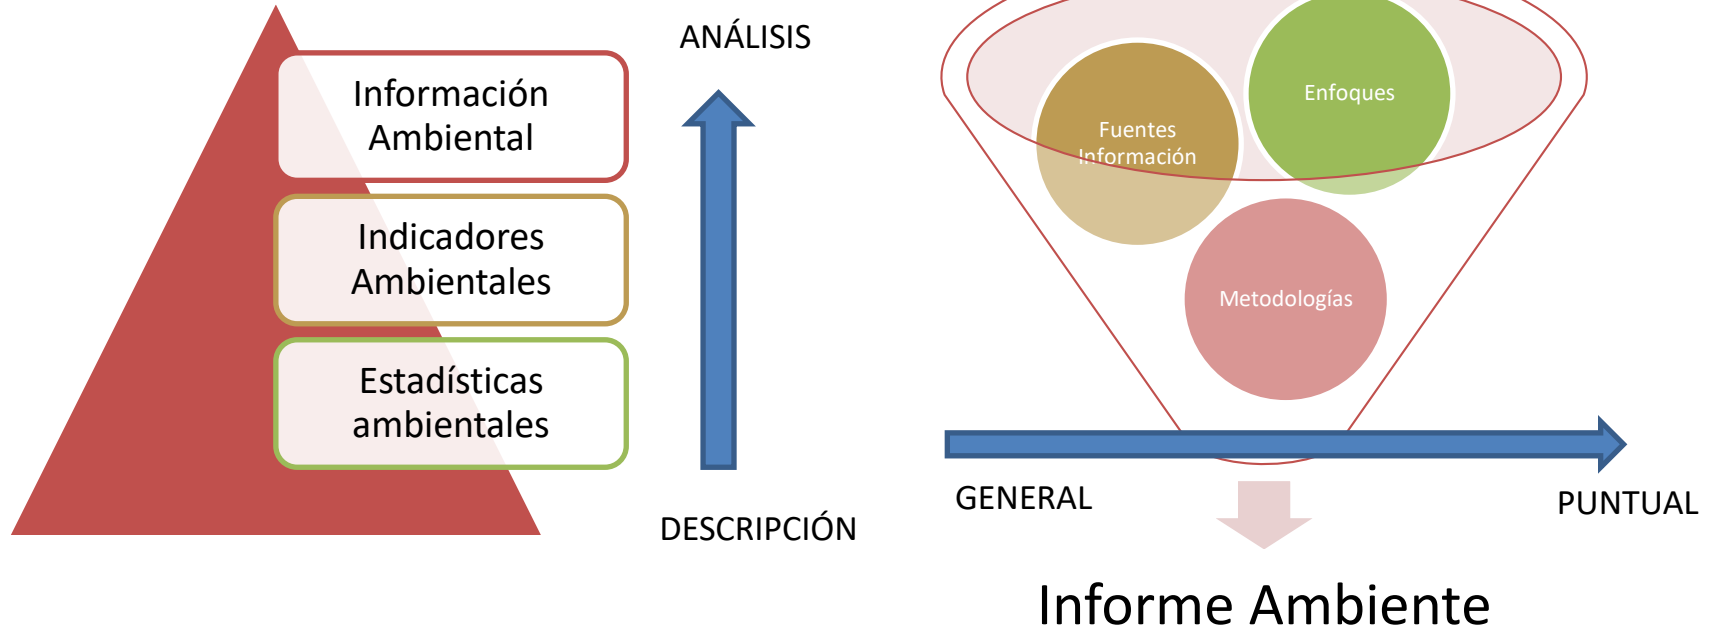 Información
Ambiental
Indicadores
Ambientales
Estadísticas
ambientales
ANÁLISIS
DESCRIPCIÓN
Enfoques
Fuentes
Información
Metodologías
GENERAL
PUNTUAL
Informe Ambiente